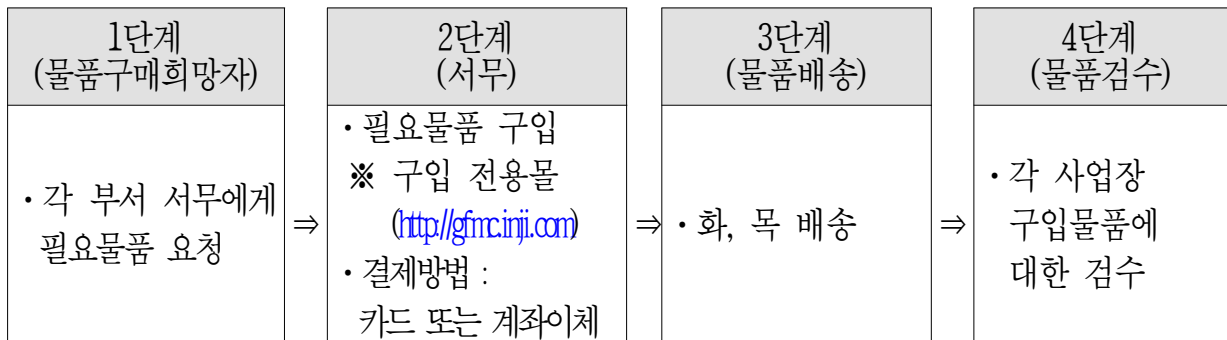 1단계
(물품구매희망자)
· 각 부서 서무에게
필요물품 요청
⇒
2단계
(서무)
· 필요물품 구입
※ 구입 전용몰
(http://gfmc.inji.com)
· 결제방법 :
카드 또는 계좌이체
⇒
3단계
(물품배송)
· 화, 목 배송
⇒
4단계
(물품검수)
· 각 사업장
구입물품에
대한 검수